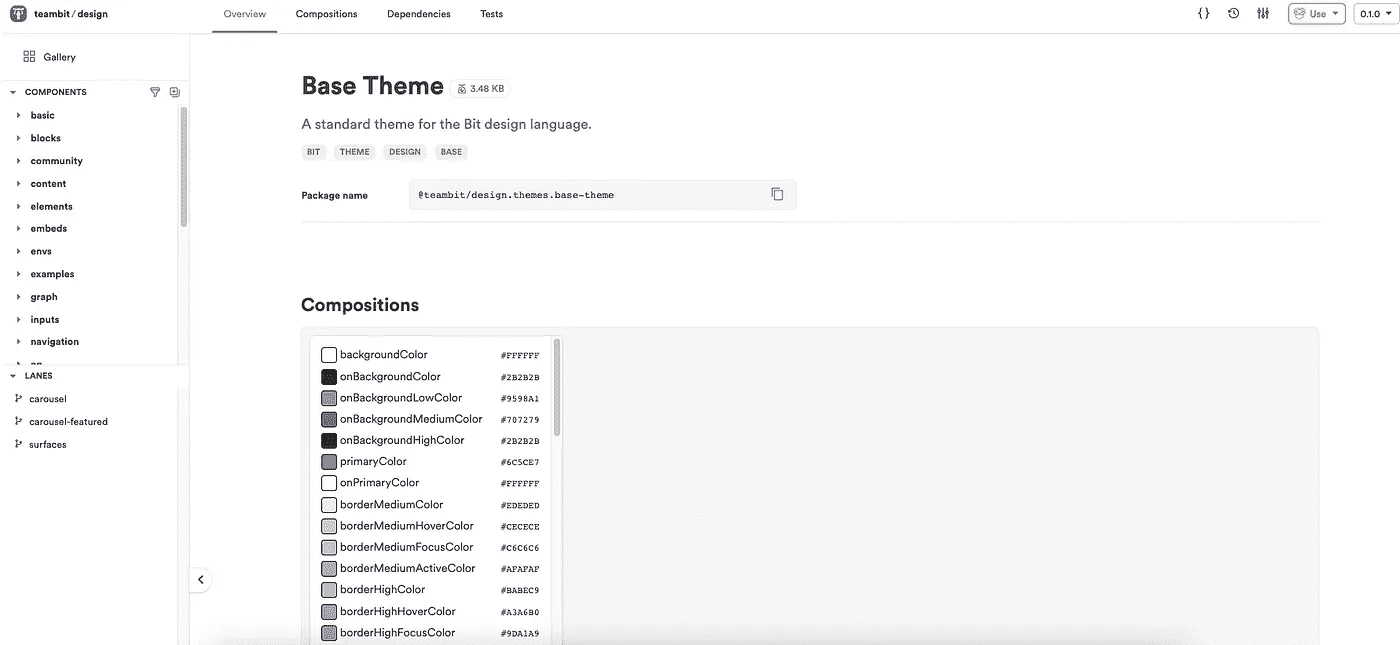 teambit / design
Overview
Compositions
Dependencies
Tests
Use
0.1.0
Gallery
COMPONENTS
basic
blocks
community
content
elements
embeds
envs
examples
graph
inputs
navigation
LANES
carousel
carousel-featured
surfaces
Base Theme
3.48 KB
A standard theme for the Bit design language.
BIT THEME DESIGN BASE
Package name
@teambit/design.themes.base-theme
Compositions
backgroundColor #FFFFFF
onBackgroundColor #2B2B2B
onBackgroundLowColor #9598A1
onBackgroundMediumColor #707279
onBackgroundHighColor #2B2B2B
primaryColor #6C5CE7
onPrimaryColor #FFFFFF
borderMediumColor #EDEDED
borderMediumHoverColor #CECECE
borderMediumFocusColor #C6C6C6
borderMediumActiveColor #AFAFAF
borderHighColor #BABEC9
borderHighHoverColor #A3A6B0
borderHighFocusColor #9DA1A9